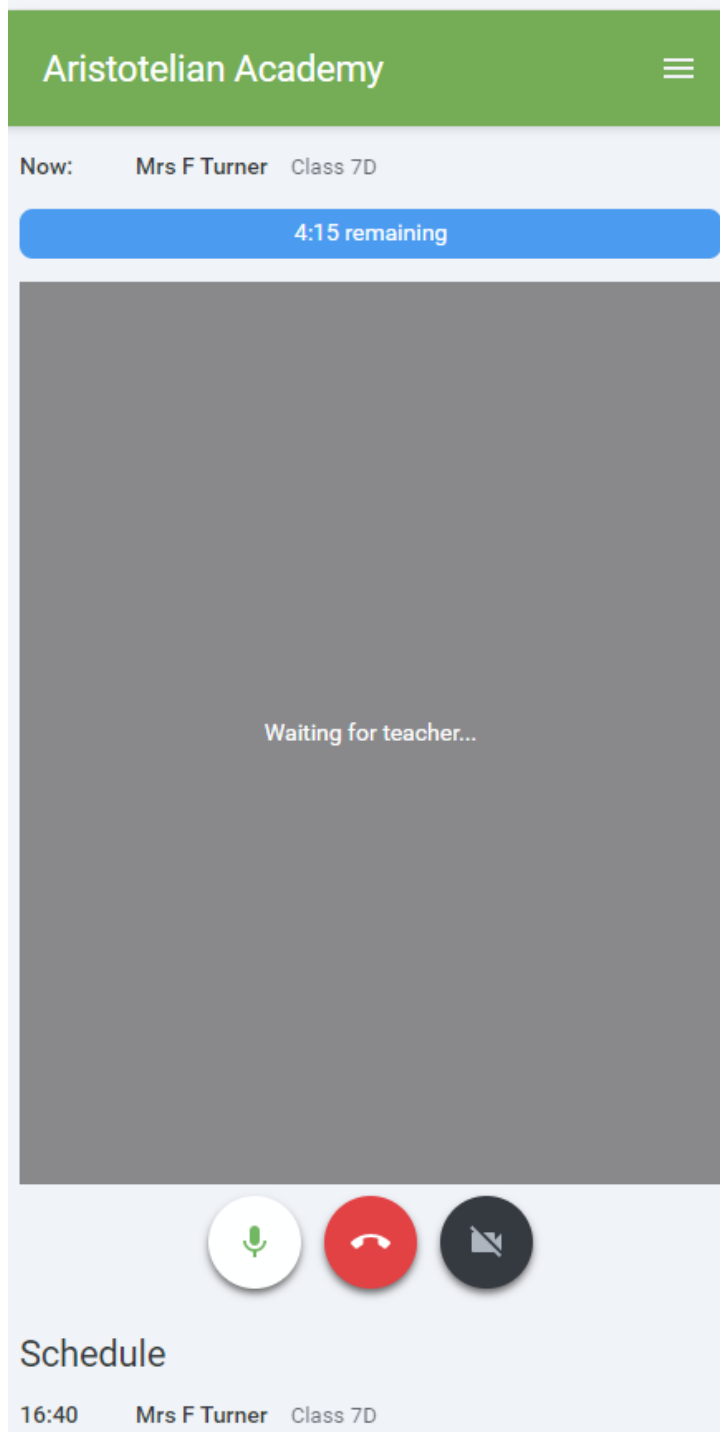 Aristotelian Academy
Now: Mrs F Turner Class 7D
4:15 remaining
Waiting for teacher...
Schedule
16:40 Mrs F Turner Class 7D